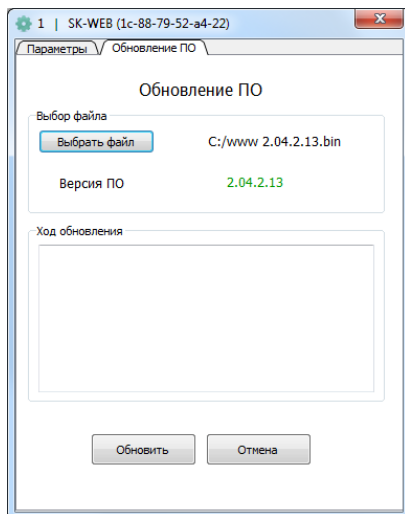 1 | SK-WEB (1c-88-79-52-a4-22)
Параметры Обновление ПО
Обновление ПО
Выбор файла
Выбрать файл C:/www 2.04.2.13.bin
Версия ПО 2.04.2.13
Ход обновления
Обновить Отмена